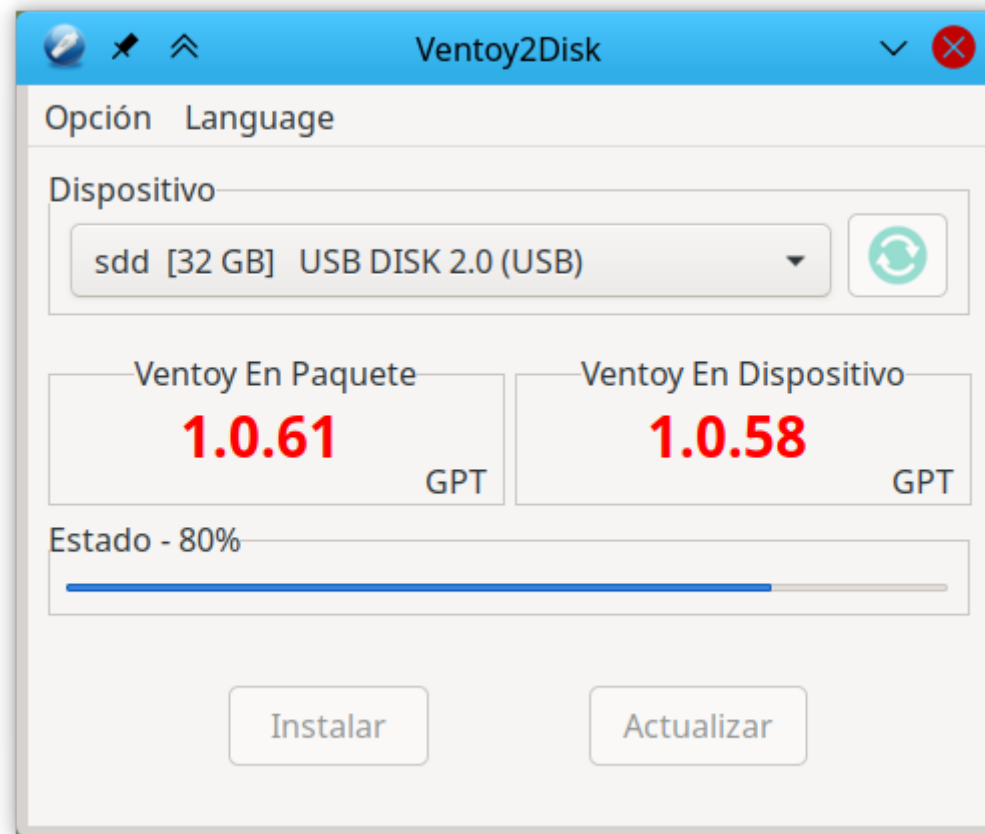 Ventoy2Disk
Opción Language
Dispositivo
sdd [32 GB] USB DISK 2.0 (USB)
Ventoy En Paquete
1.0.61
GPT
Ventoy En Dispositivo
1.0.58
GPT
Estado - 80%
Instalar
Actualizar